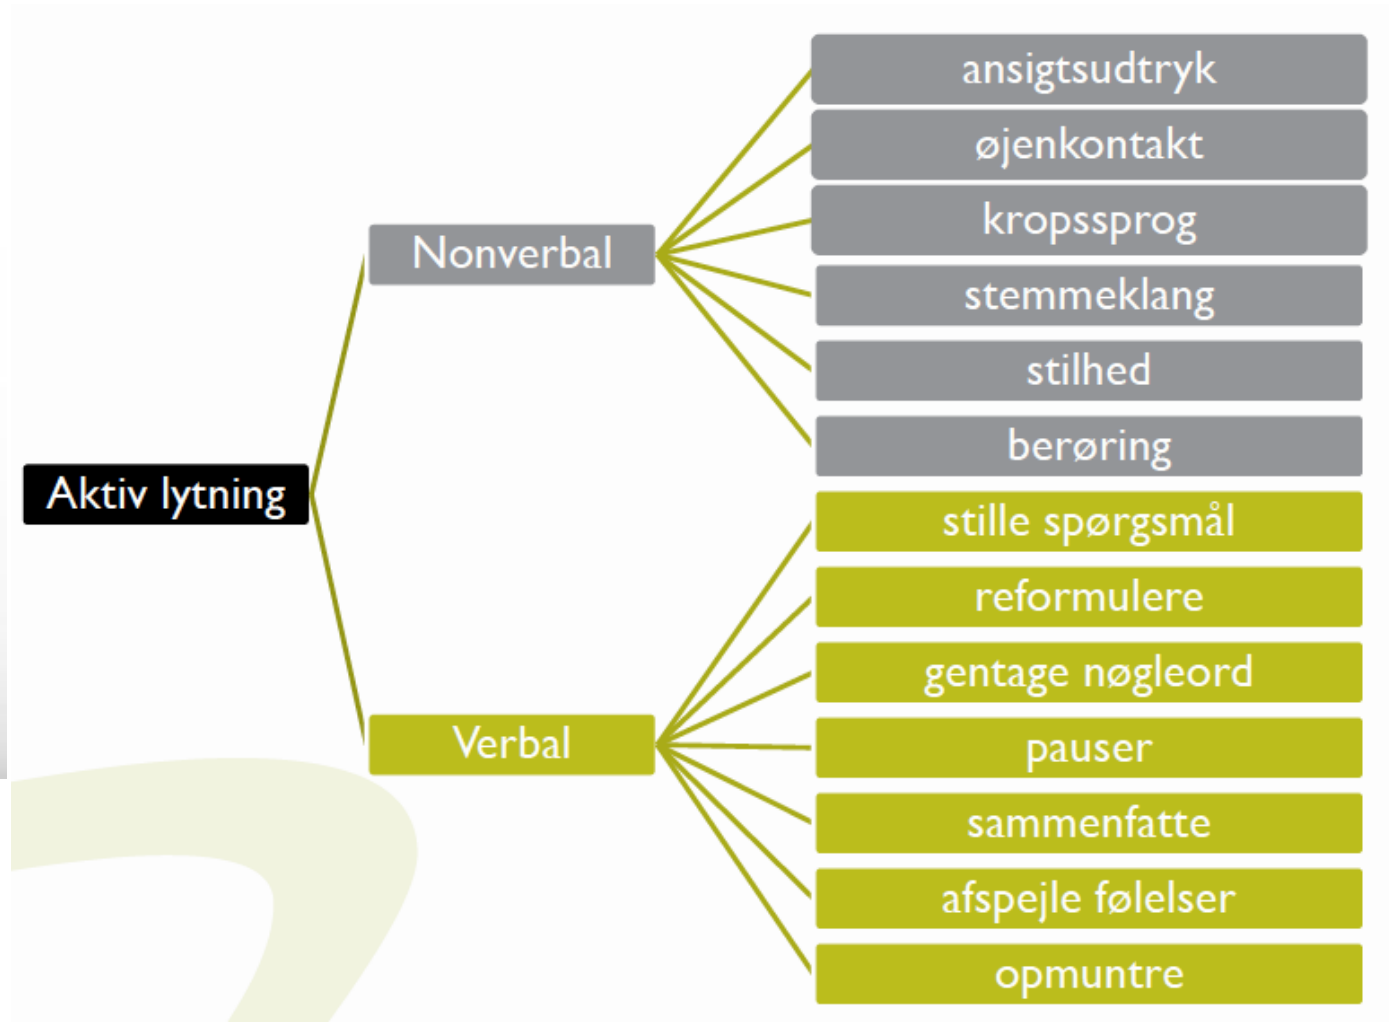 Aktiv lytning
Nonverbal
ansigtsudtryk
øjenkontakt
kropssprog
stemmeklang
stilhed
berøring
Verbal
stille spørgsmål
reformulere
gentage nøgleord
pauser
sammenfatte
afspejle følelser
opmuntre